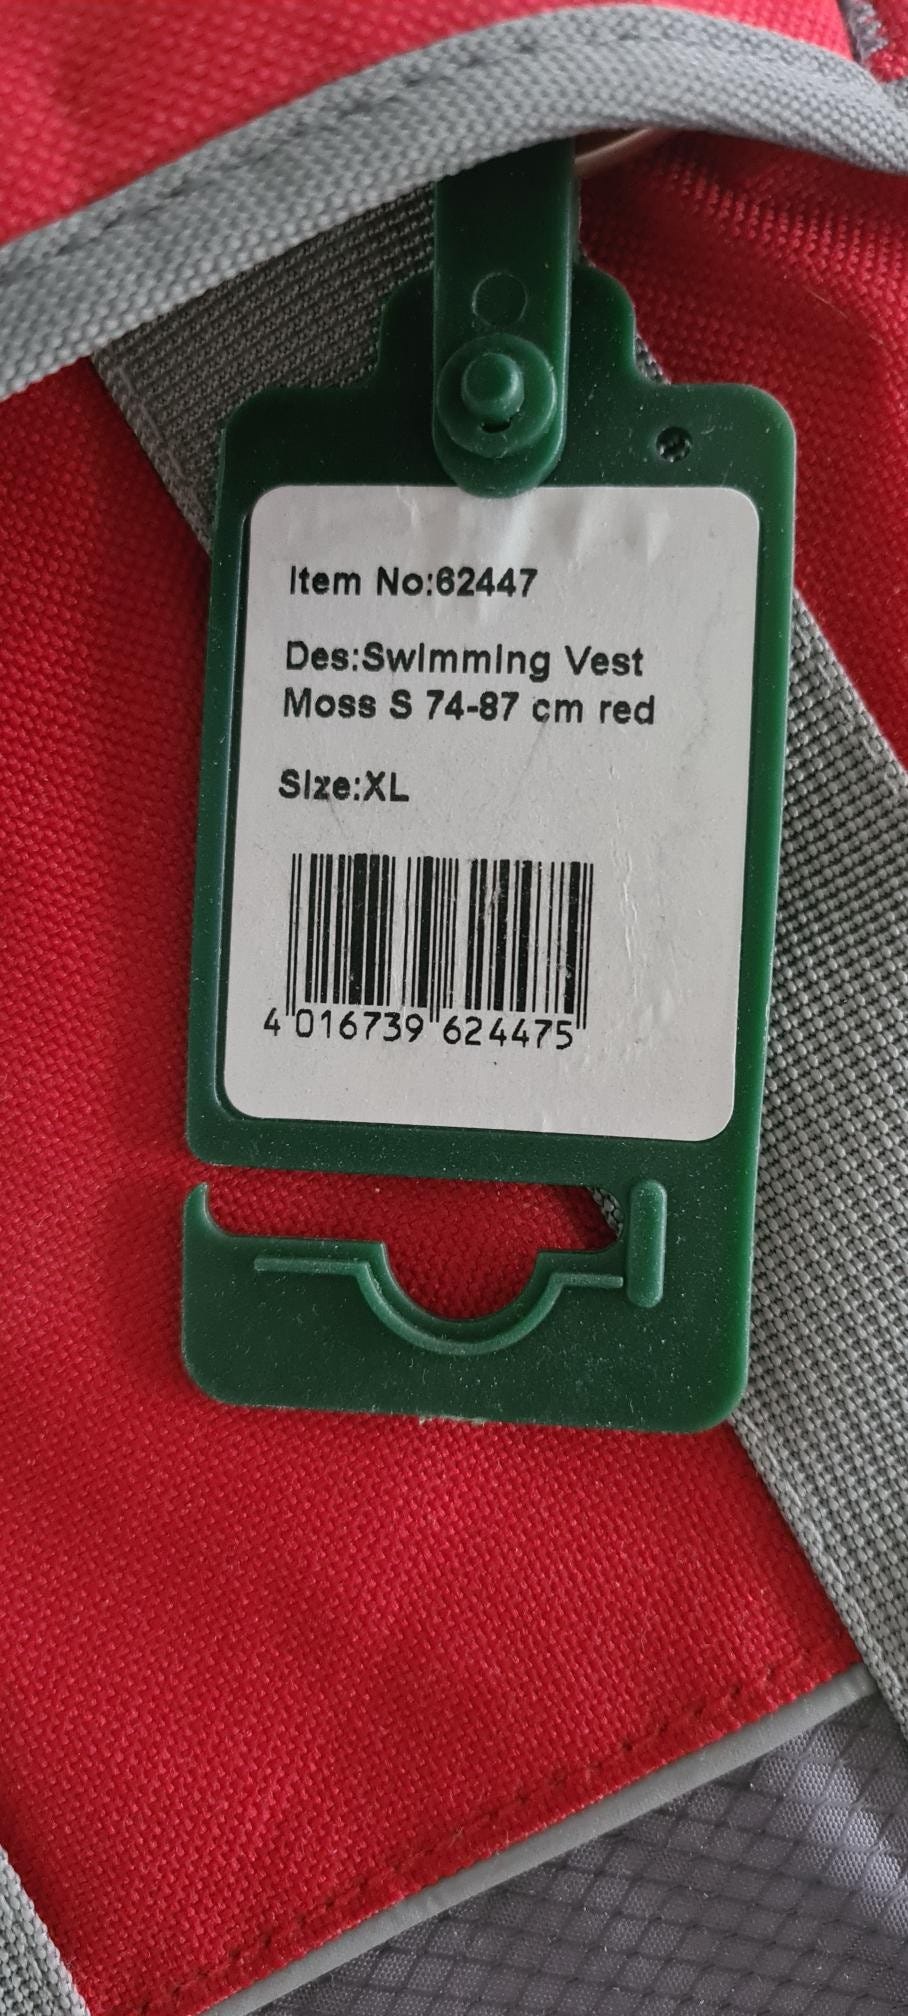 Item No:62447
Des:Swimming Vest
Moss S 74-87 cm red
Size:XL
4 016739 624475